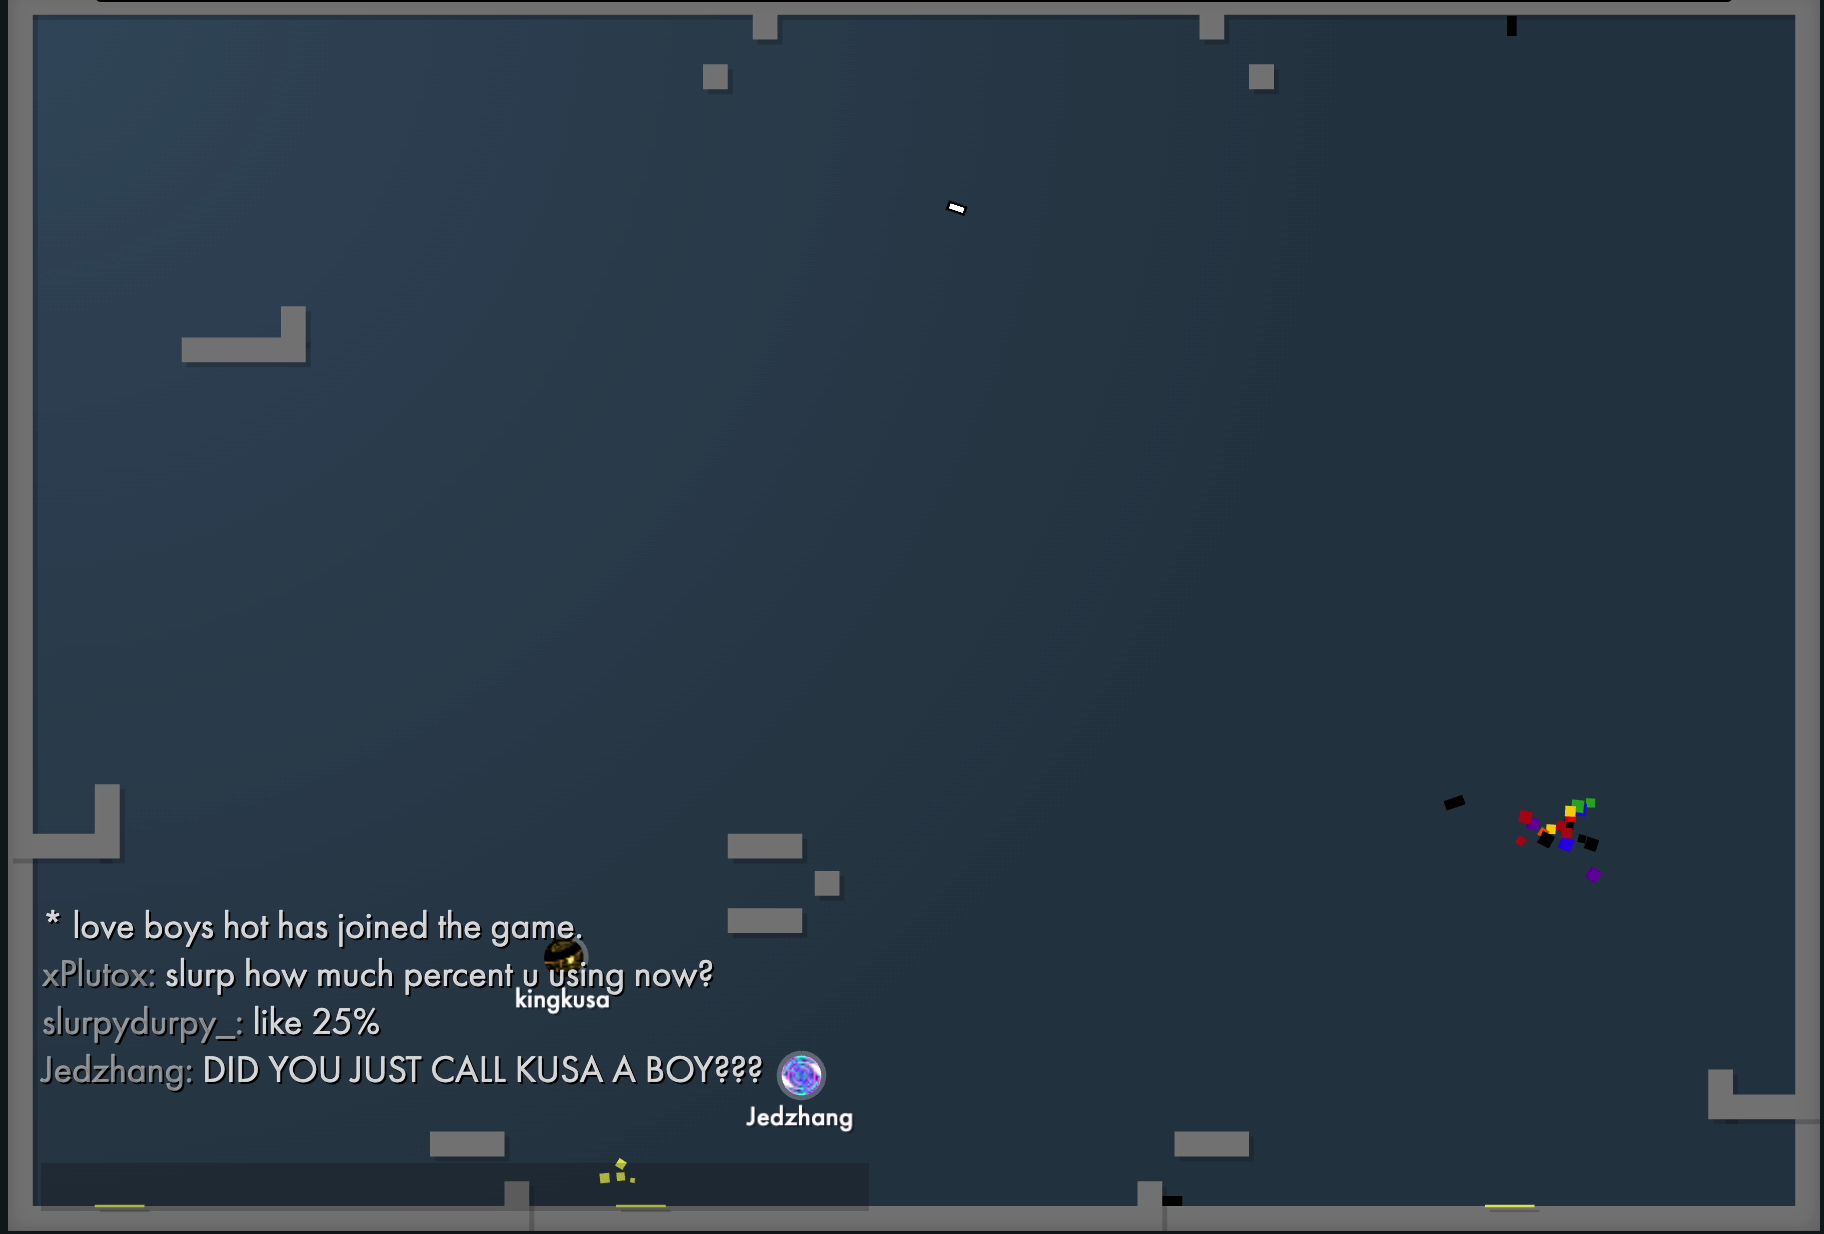 * love boys hot has joined the game.
xPlutox: slurp how much percent u using now?
kingkusa
slurpydurpy_: like 25%
Jedzhang: DID YOU JUST CALL KUSA A BOY???
Jedzhang